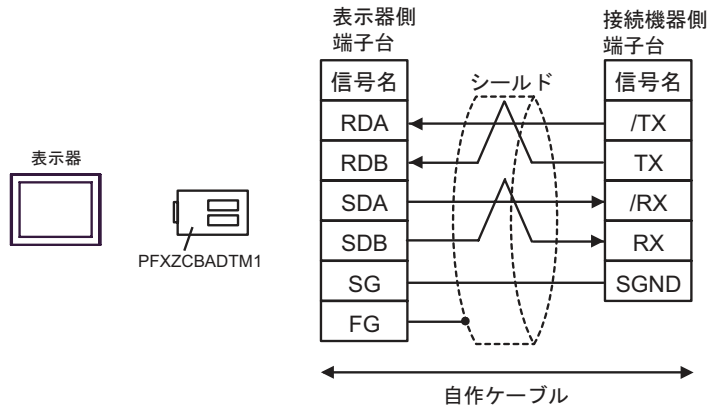 表示器側
端子台
接続機器側
端子台
信号名
シールド
信号名
RDA
/TX
RDB
TX
SDA
/RX
SDB
RX
SG
SGND
FG
表示器
PFXZCBADTM1
自作ケーブル